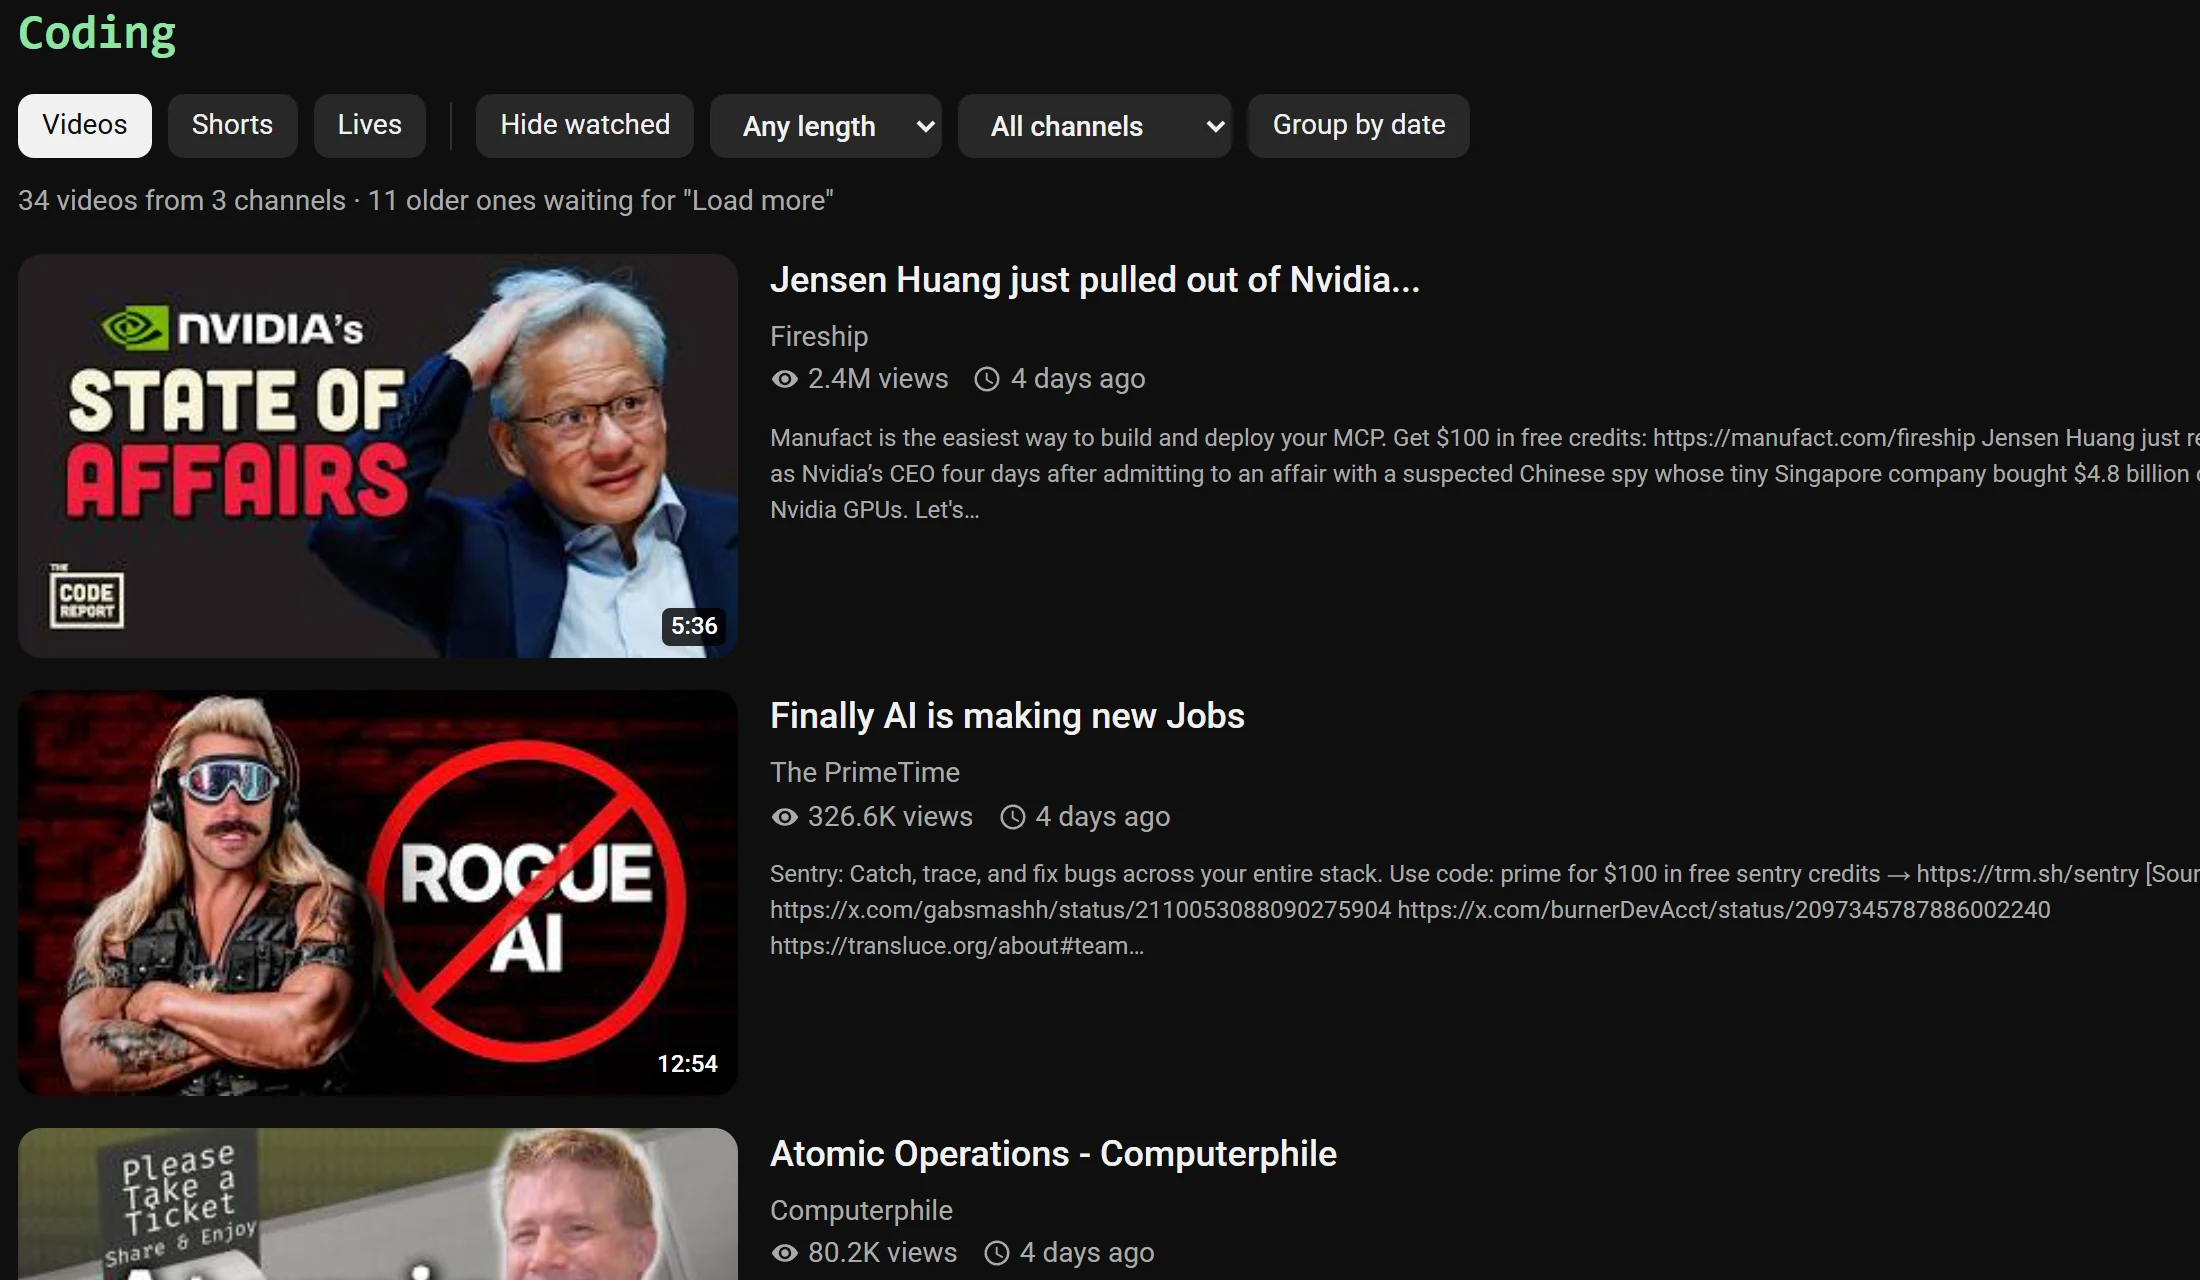 Coding
Videos Shorts Lives Hide watched Any length All channels Group by date
34 videos from 3 channels · 11 older ones waiting for "Load more"
NVIDIA's
STATE OF
AFFAIRS
THE
CODE
REPORT
5:36
Jensen Huang just pulled out of Nvidia...
Fireship
2.4M views 4 days ago
Manufact is the easiest way to build and deploy your MCP. Get $100 in free credits: https://manufact.com/fireship Jensen Huang just
as Nvidia’s CEO four days after admitting to an affair with a suspected Chinese spy whose tiny Singapore company bought $4.8 billion
Nvidia GPUs. Let's…
ROGUE
AI
12:54
Finally AI is making new Jobs
The PrimeTime
326.6K views 4 days ago
Sentry: Catch, trace, and fix bugs across your entire stack. Use code: prime for $100 in free sentry credits → https://trm.sh/sentry
https://x.com/gabsmashh/status/2110053088090275904 https://x.com/burnerDevAcct/status/2097345787886002240
https://transluce.org/about#team…
Please
Take a
Ticket
Share & Enjoy
Atomic Operations - Computerphile
Computerphile
80.2K views 4 days ago